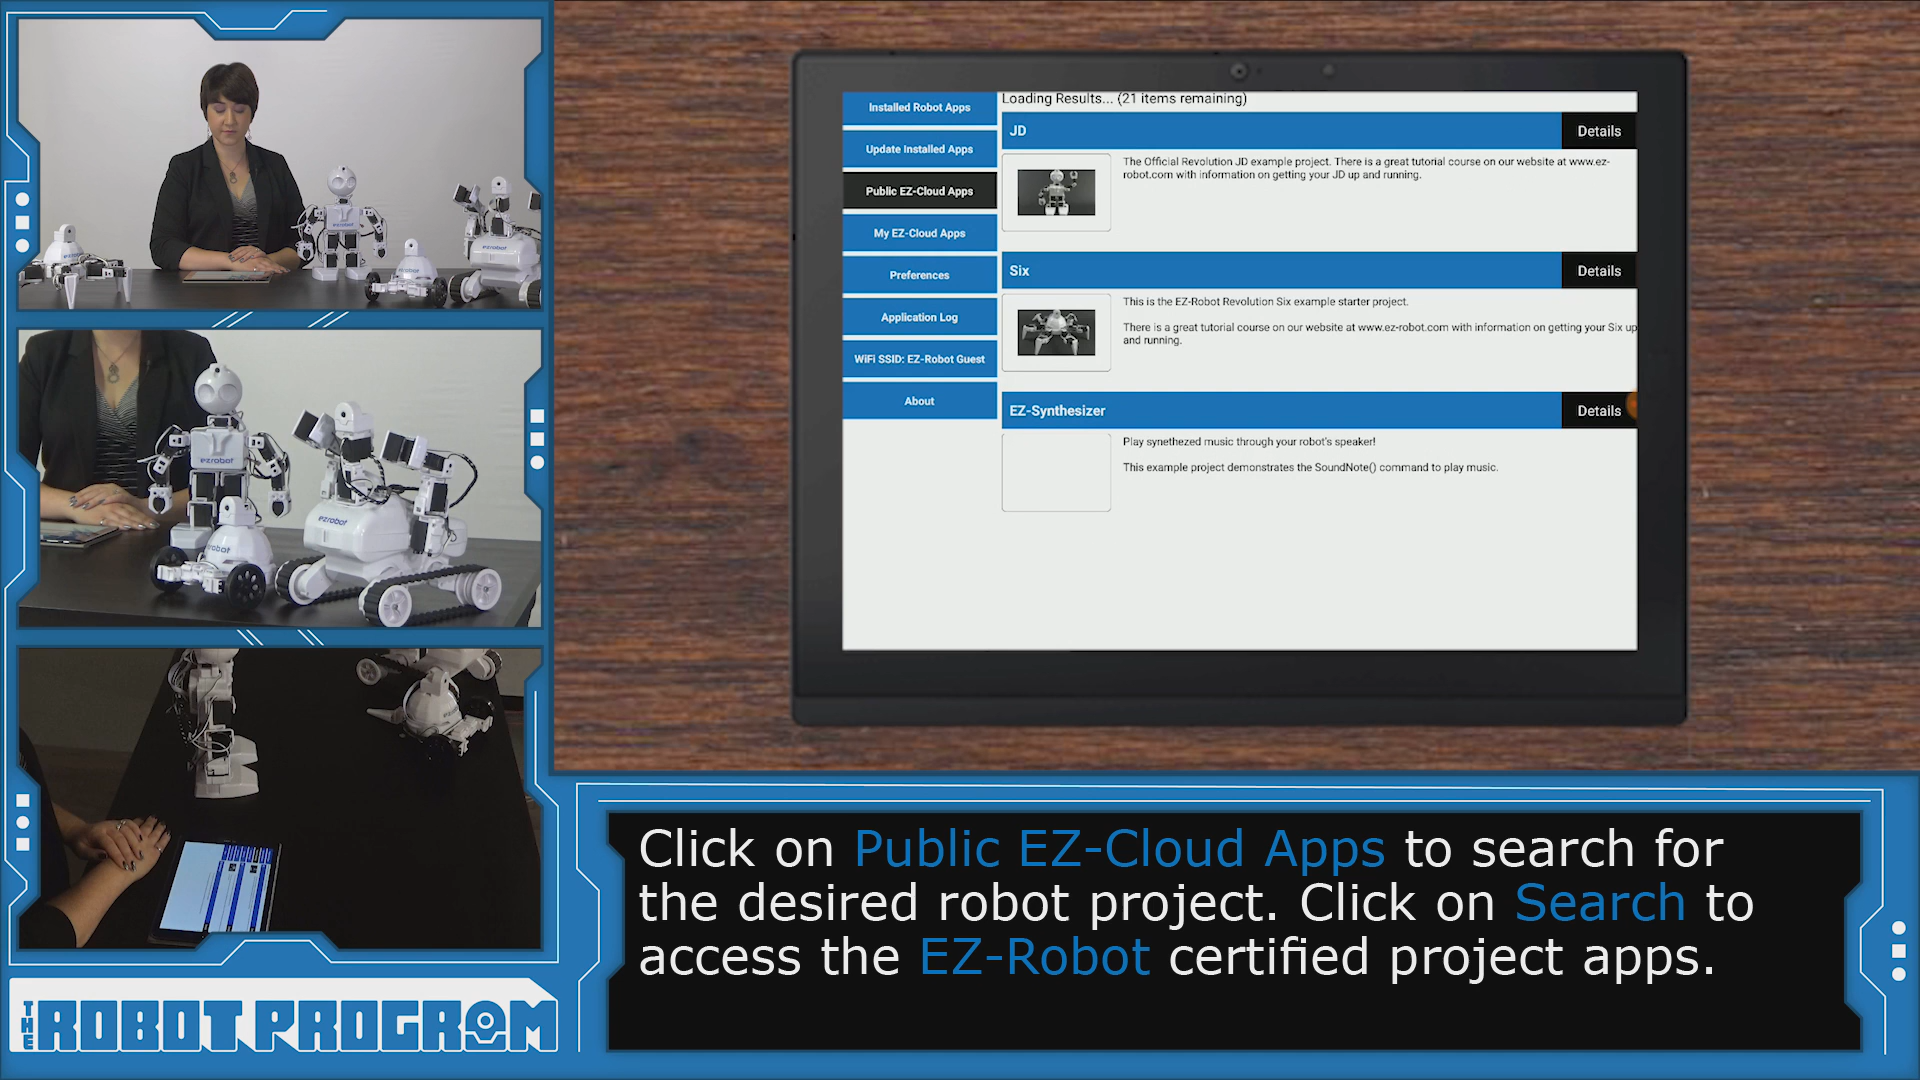 Installed Robot Apps
Update Installed Apps
Public EZ-Cloud Apps
My EZ-Cloud Apps
Preferences
Application Log
WiFi SSID: EZ-Robot Guest
About
Loading Results... (21 items remaining)
JD
Details
The Official Revolution JD example project. There is a great tutorial course on our website at www.ez-
robot.com with information on getting your JD up and running.
Six
Details
This is the EZ-Robot Revolution Six example starter project.
There is a great tutorial course on our website at www.ez-robot.com with information on getting your Six up
and running.
EZ-Synthesizer
Details
Play synethezed music through your robot's speaker!
This example project demonstrates the SoundNote() command to play music.
ezrobot
ezrobot
ezrobot
ezrobot
Click on Public EZ-Cloud Apps to search for
the desired robot project. Click on Search to
access the EZ-Robot certified project apps.
THE ROBOT PROGRAM